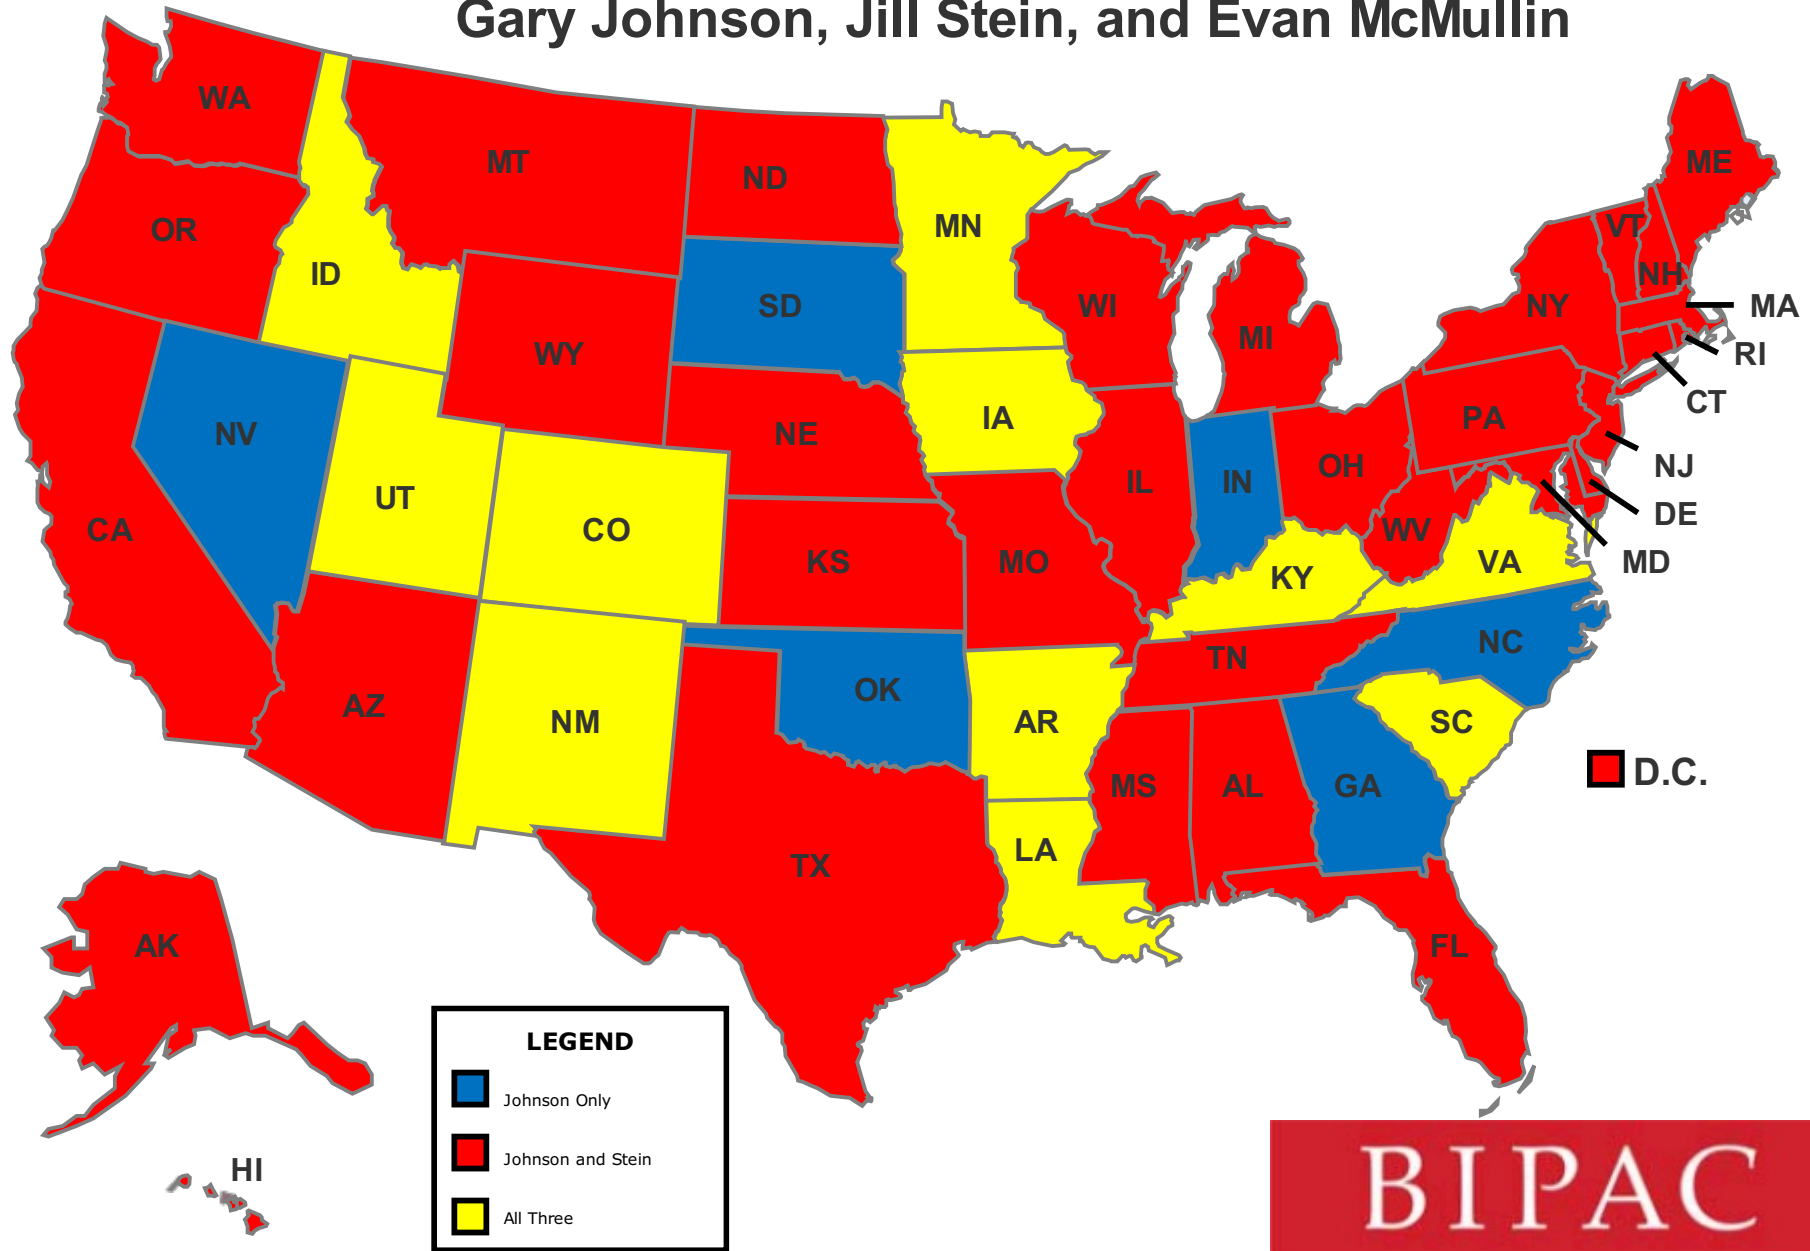 Gary Johnson, Jill Stein, and Evan McMullin
WA
MT
ND
MN
ME
OR
ID
SD
WI
MI
NY
VT
NH
MA
RI
CT
WY
NE
IA
PA
NJ
NV
UT
CO
IL
IN
OH
WV
DE
MD
VA
CA
KS
MO
KY
NC
TN
AZ
NM
OK
AR
SC
MS
AL
GA
D.C.
TX
LA
FL
AK
HI
LEGEND
Johnson Only
Johnson and Stein
All Three
BIPAC